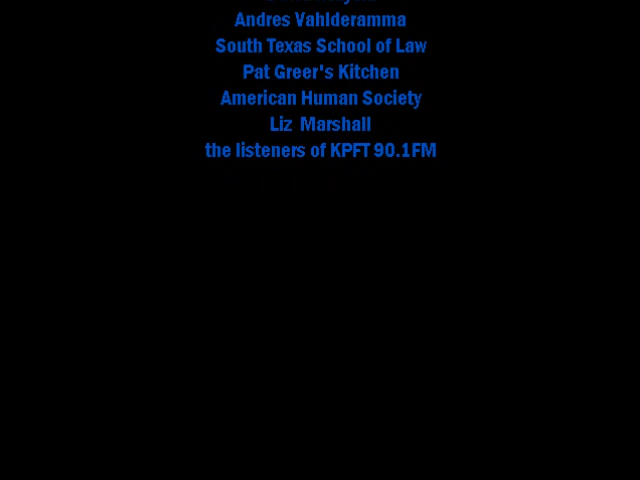 Andres Vahlderamma
South Texas School of Law
Pat Greer's Kitchen
American Human Society
Liz Marshall
the listeners of KPFT 90.1FM